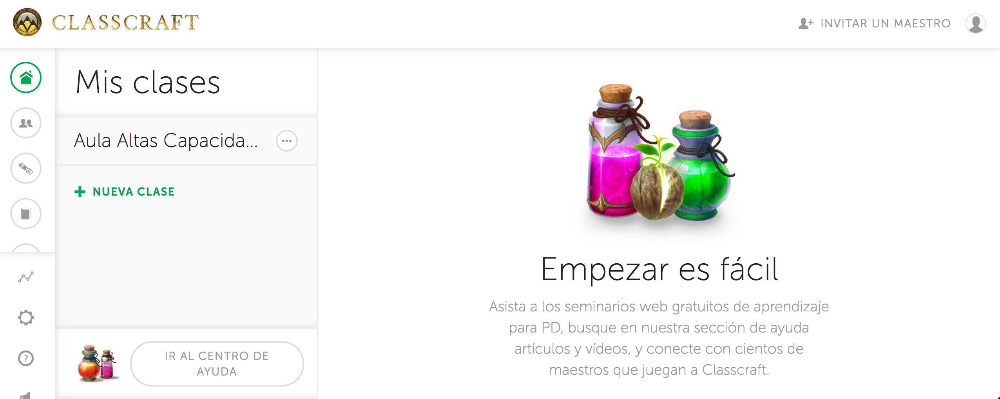 CLASSCRAFT
INVITAR UN MAESTRO
Mis clases
Aula Altas Capacida...
NUEVA CLASE
IR AL CENTRO DE
AYUDA
Empezar es fácil
Asista a los seminarios web gratuitos de aprendizaje
para PD, busque en nuestra sección de ayuda
artículos y vídeos, y conecte con cientos de
maestros que juegan a Classcraft.